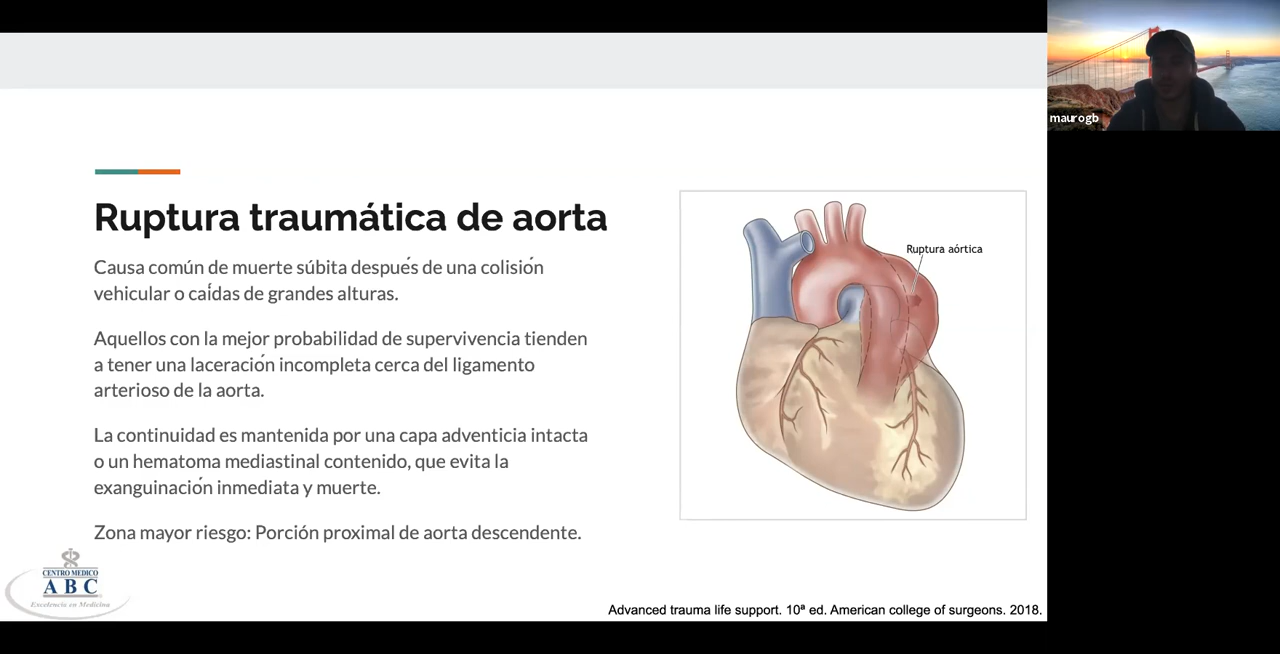 maurogb
Ruptura traumática de aorta
Causa común de muerte súbita después de una colisión
vehicular o caídas de grandes alturas.
Aquellos con la mejor probabilidad de supervivencia tienden
a tener una laceración incompleta cerca del ligamento
arterioso de la aorta.
La continuidad es mantenida por una capa adventicia intacta
o un hematoma mediastinal contenido, que evita la
exanguinación inmediata y muerte.
Zona mayor riesgo: Porción proximal de aorta descendente.
Ruptura aórtica
CENTRO MEDICO
ABC
Excelencia en Medicina
Advanced trauma life support. 10ª ed. American college of surgeons. 2018.